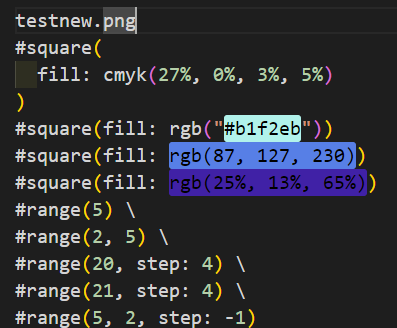 testnew.png
#square(
  fill: cmyk(27%, 0%, 3%, 5%)
)
#square(fill: rgb("#b1f2eb"))
#square(fill: rgb(87, 127, 230))
#square(fill: rgb(25%, 13%, 65%))
#range(5) \
#range(2, 5) \
#range(20, step: 4) \
#range(21, step: 4) \
#range(5, 2, step: -1)